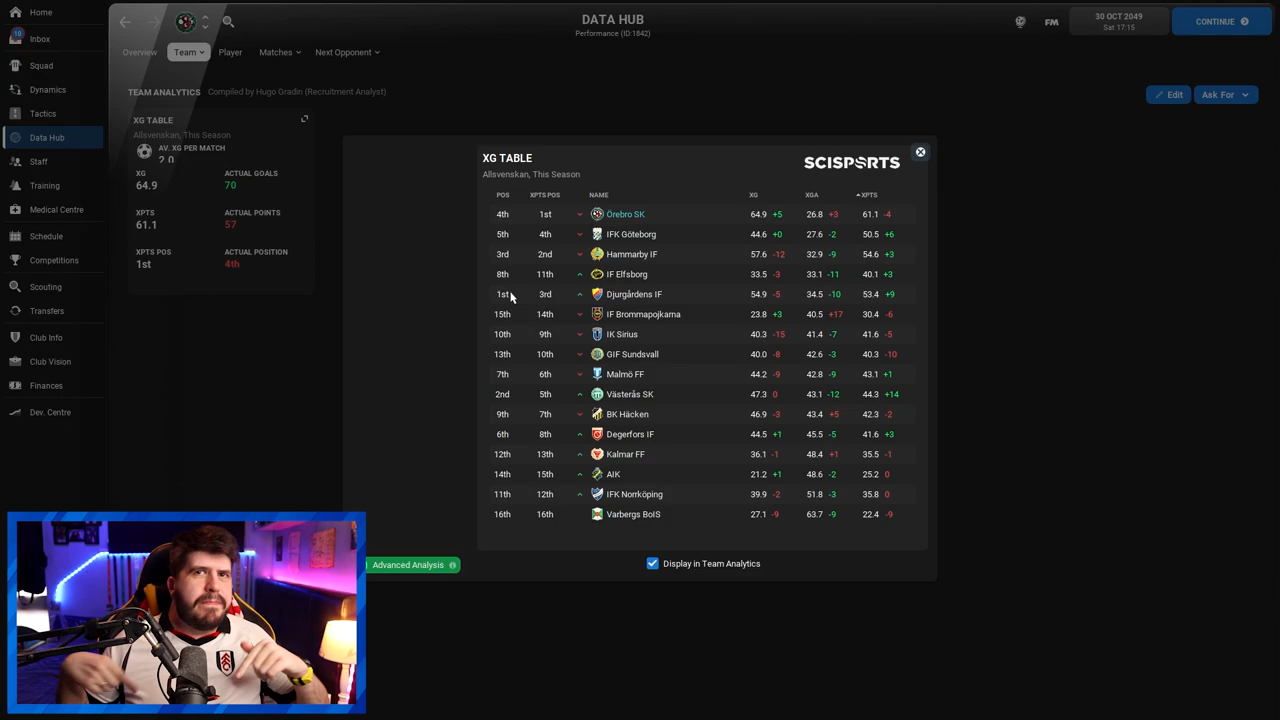 Home
Inbox
10
Squad
Dynamics
Tactics
Data Hub
Staff
Training
Medical Centre
Schedule
Competitions
Scouting
Transfers
Club Info
Club Vision
Finances
Dev. Centre
DATA HUB
Performance (ID:1842)
FM
30 OCT 2049
Sat 17:15
CONTINUE
Overview Team Player Matches Next Opponent
TEAM ANALYTICS Compiled by Hugo Gradin (Recruitment Analyst)
Edit Ask For
XG TABLE
Allsvenskan, This Season
AV. XG PER MATCH
2.0
XG ACTUAL GOALS
64.9 70
XPTS ACTUAL POINTS
61.1 57
XPTS POS ACTUAL POSITION
1st 4th
XG TABLE
SCISPORTS
Allsvenskan, This Season
POS XPTS POS NAME XG XGA XPTS
4th 1st Örebro SK 64.9 +5 26.8 +3 61.1 -4
5th 4th IFK Göteborg 44.6 +0 27.6 -2 50.5 +6
3rd 2nd Hammarby IF 57.6 -12 32.9 -9 54.6 +3
8th 11th IF Elfsborg 33.5 -3 33.1 -11 40.1 +3
1st 3rd Djurgårdens IF 54.9 -5 34.5 -10 53.4 +9
15th 14th IF Brommapojkarna 23.8 +3 40.5 +17 30.4 -6
10th 9th IK Sirius 40.3 -15 41.4 -7 41.6 -5
13th 10th GIF Sundsvall 40.0 -8 42.6 -3 40.3 -10
7th 6th Malmö FF 44.2 -9 42.8 -9 43.1 +1
2nd 5th Västerås SK 47.3 0 43.1 -12 44.3 +14
9th 7th BK Häcken 46.9 -3 43.4 +5 42.3 -2
6th 8th Degerfors IF 44.5 +1 45.5 -5 41.6 +3
12th 13th Kalmar FF 36.1 -1 48.4 +1 35.5 -1
14th 15th AIK 21.2 +1 48.6 -2 25.2 0
11th 12th IFK Norrköping 39.9 -2 51.8 -3 35.8 0
16th 16th Varbergs BoIS 27.1 -9 63.7 -9 22.4 -9
Advanced Analysis
Display in Team Analytics